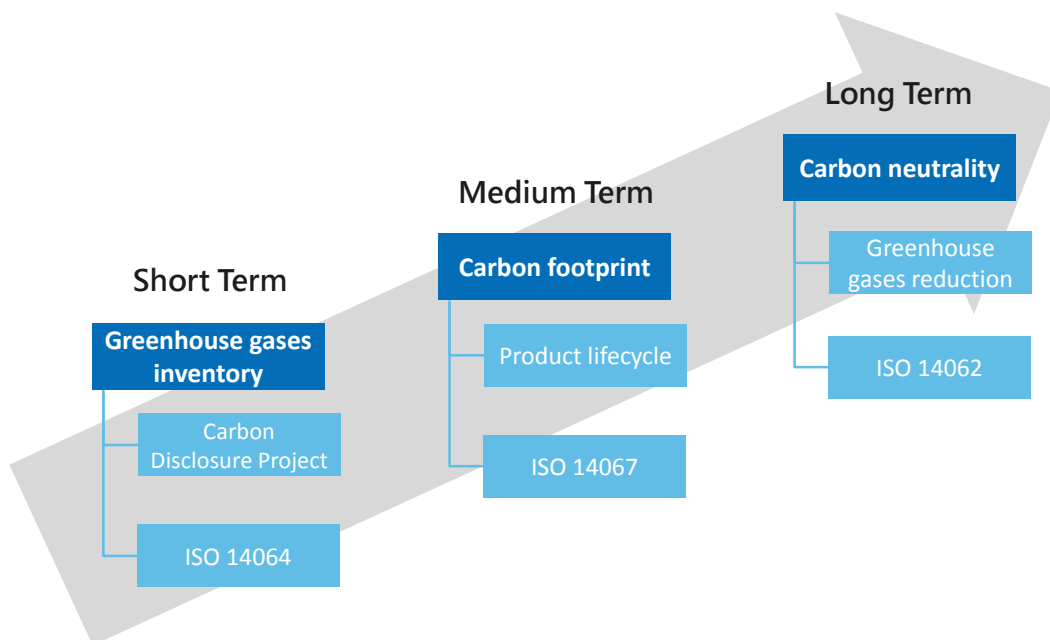 Short Term
Greenhouse gases
inventory
Carbon
Disclosure Project
ISO 14064
Medium Term
Carbon footprint
Product lifecycle
ISO 14067
Long Term
Carbon neutrality
Greenhouse
gases reduction
ISO 14062